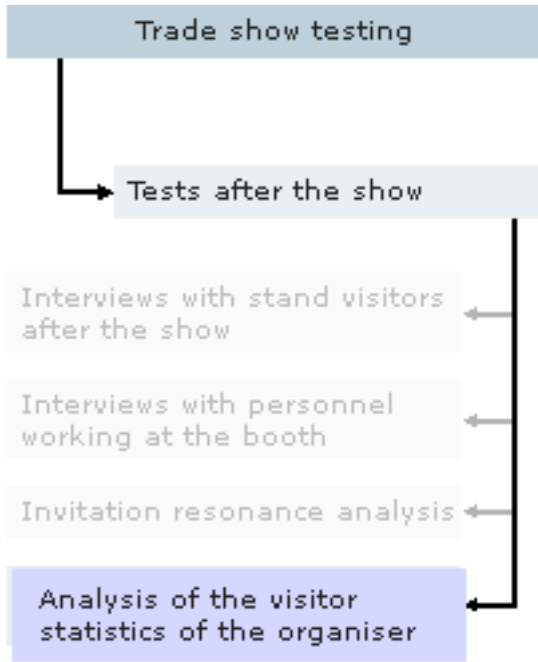 Trade show testing
Tests after the show
Interviews with stand visitors
after the show
Interviews with personnel
working at the booth
Invitation resonance analysis
Analysis of the visitor
statistics of the organiser